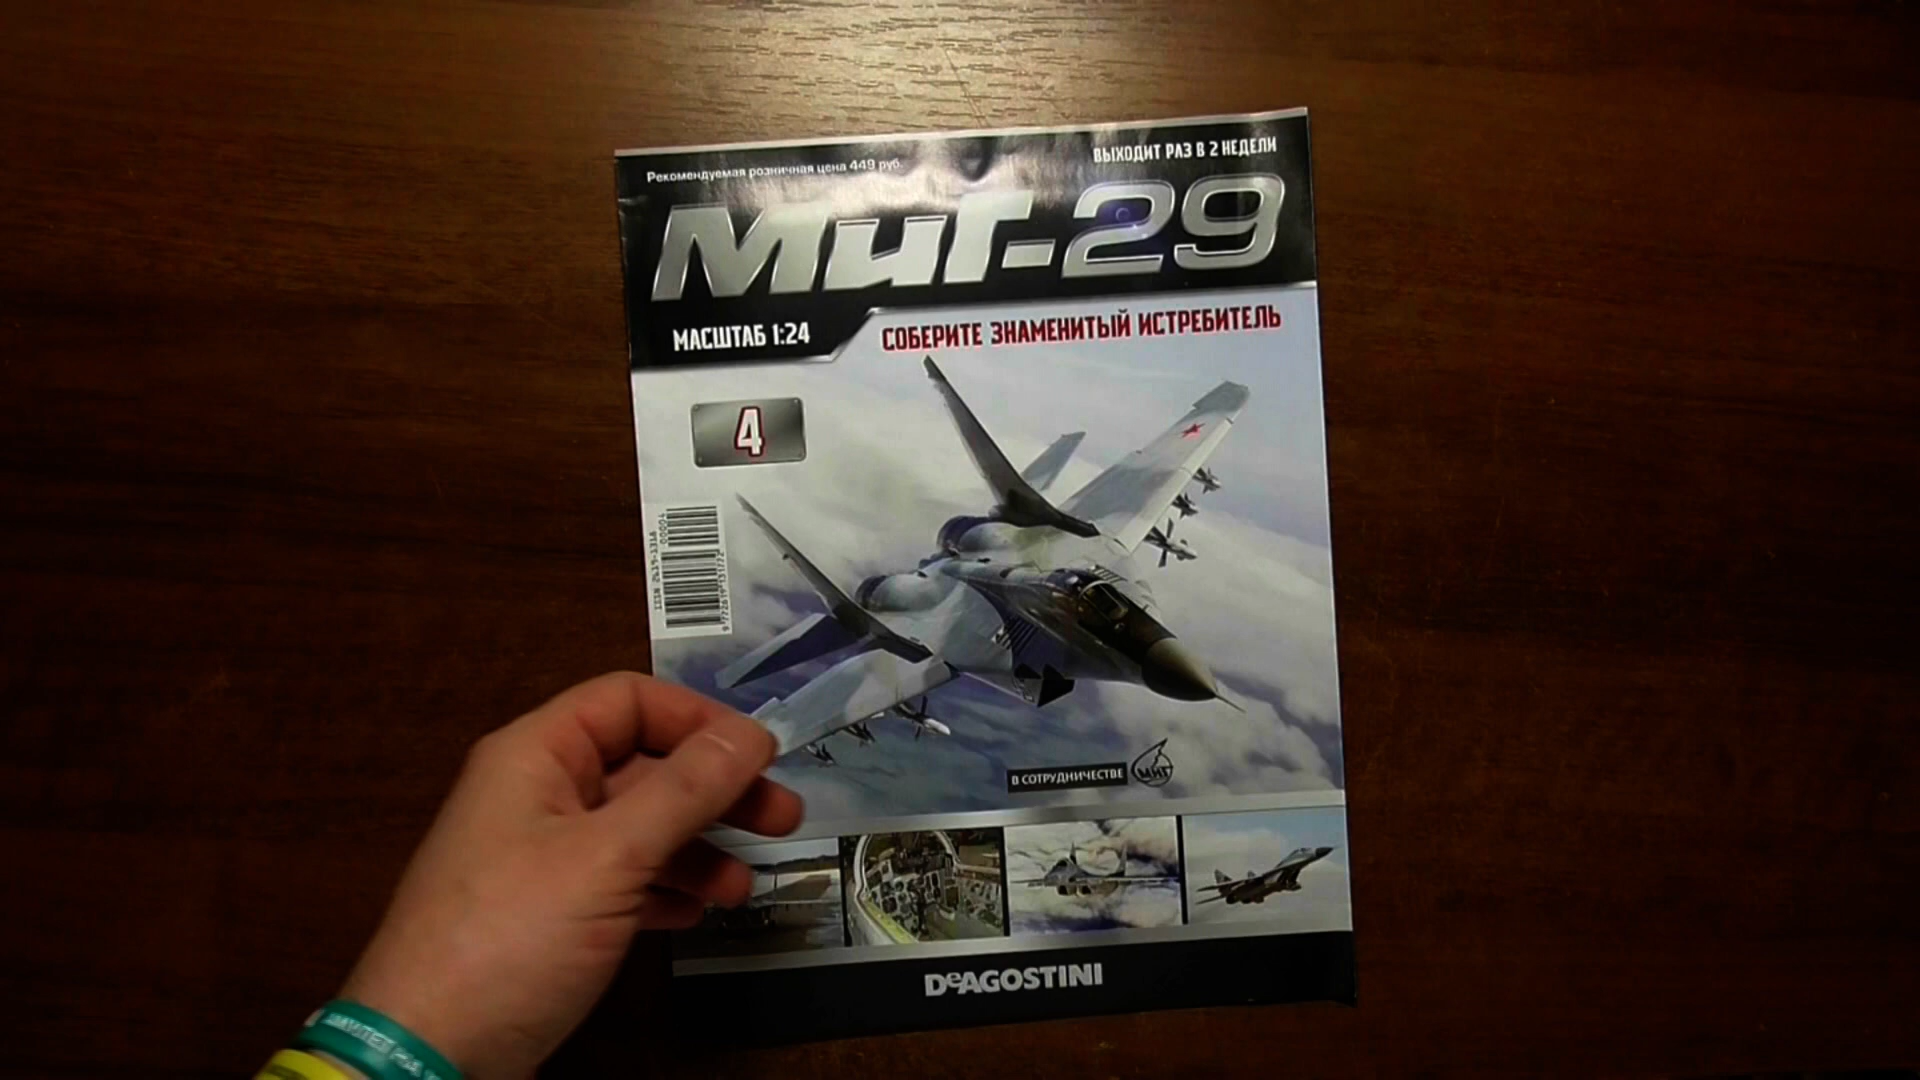 Рекомендуемая розничная цена 449 руб.
ВЫХОДИТ РАЗ В 2 НЕДЕЛИ
МиГ-29
МАСШТАБ 1:24
СОБЕРИТЕ ЗНАМЕНИТЫЙ ИСТРЕБИТЕЛЬ
4
00004
В СОТРУДНИЧЕСТВЕ
МИГ
DeAGOSTINI